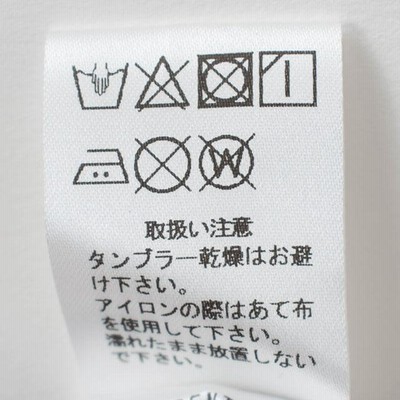 W
取扱い注意
タンブラー乾燥はお避
け下さい。
アイロンの際はあて布
を使用して下さい。
濡れたまま放置しない
で下さい。